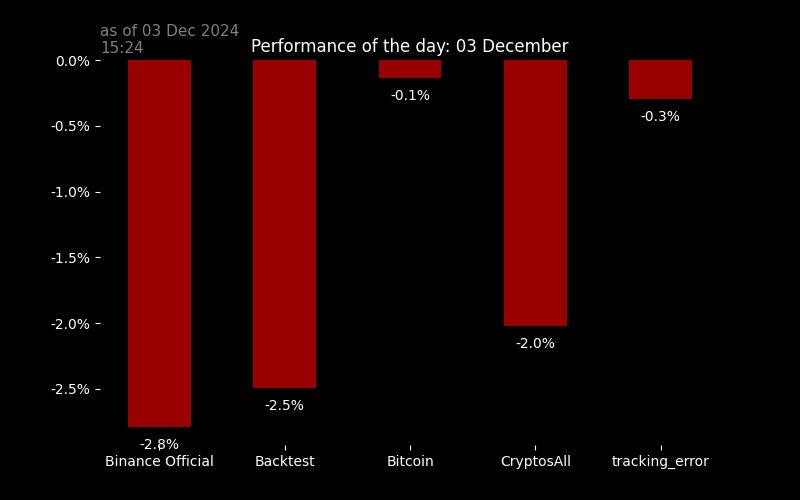 as of 03 Dec 2024
15:24
Performance of the day: 03 December
0.0%
-0.5%
-1.0%
-1.5%
-2.0%
-2.5%
-2.8%
-2.5%
-0.1%
-2.0%
-0.3%
Binance Official
Backtest
Bitcoin
CryptosAll
tracking_error